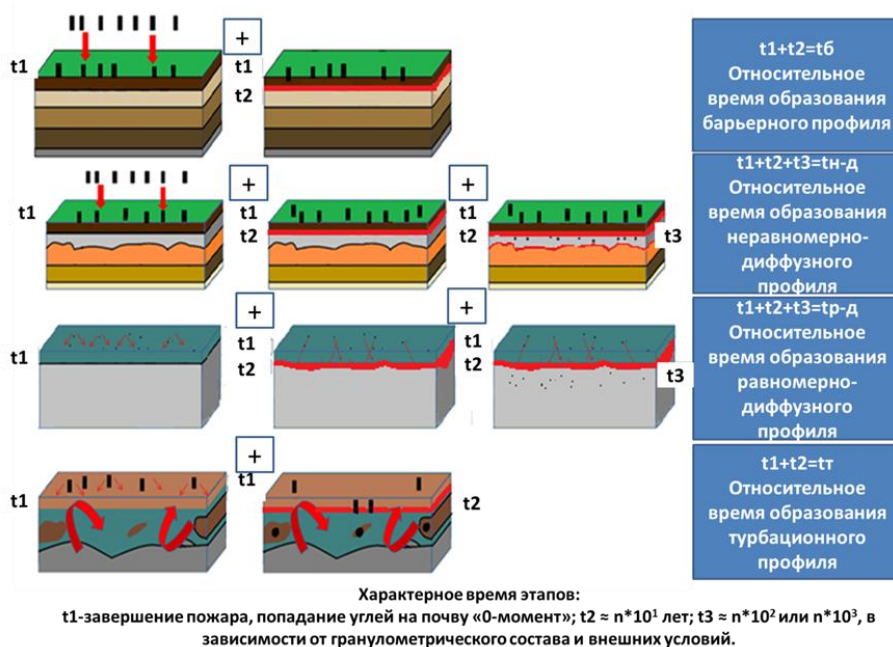 t1
+
t1
t2
t1+t2=tб
Относительное
время образования
барьерного профиля
t1
+
t1
t2
+
t1
t2
t3
t1+t2+t3=tн-д
Относительное
время образования
неравномерно-
диффузного
профиля
t1
+
t1
t2
+
t1
t2
t3
t1+t2+t3=tр-д
Относительное
время образования
равномерно-
диффузного
профиля
t1
+
t1
t2
t1+t2=tт
Относительное
время образования
турбационного
профиля
Характерное время этапов:
t1-завершение пожара, попадание углей на почву «0-момент»; t2 ≈ n*10¹ лет; t3 ≈ n*10² или n*10³, в
зависимости от гранулометрического состава и внешних условий.